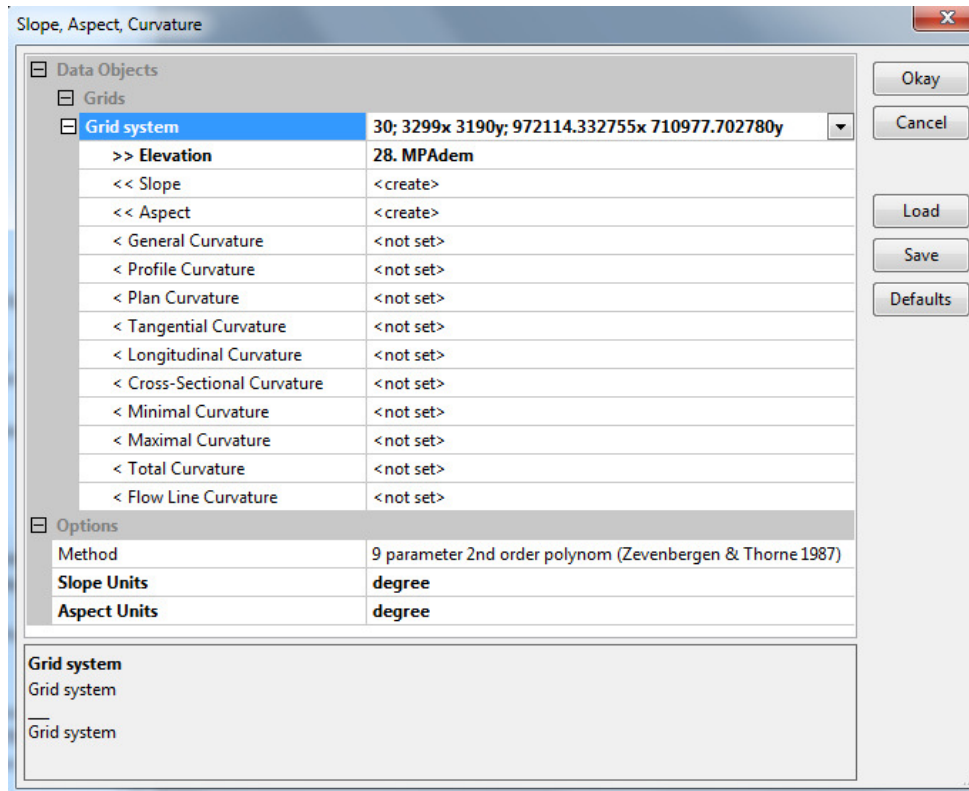 Slope, Aspect, Curvature
Data Objects
Grids
Grid system 30; 3299x 3190y; 972114.332755x 710977.702780y
>> Elevation 28. MPAdem
<< Slope <create>
<< Aspect <create>
< General Curvature <not set>
< Profile Curvature <not set>
< Plan Curvature <not set>
< Tangential Curvature <not set>
< Longitudinal Curvature <not set>
< Cross-Sectional Curvature <not set>
< Minimal Curvature <not set>
< Maximal Curvature <not set>
< Total Curvature <not set>
< Flow Line Curvature <not set>
Options
Method 9 parameter 2nd order polynom (Zevenbergen & Thorne 1987)
Slope Units degree
Aspect Units degree
Okay
Cancel
Load
Save
Defaults
Grid system
Grid system
Grid system